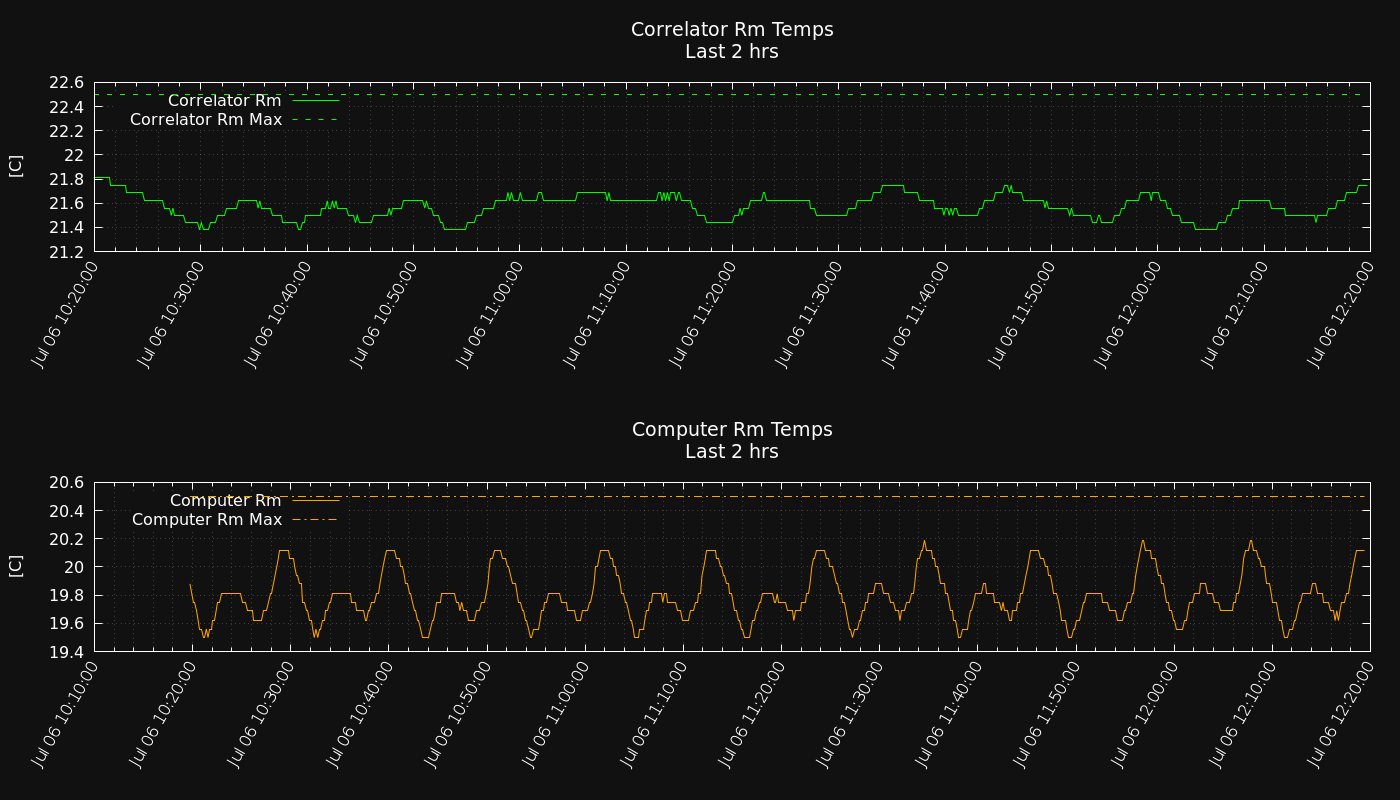 Correlator Rm Temps
Last 2 hrs
[C]
22.6
22.4
22.2
22
21.8
21.6
21.4
21.2
Correlator Rm
Correlator Rm Max
Jul 06 10:20:00
Jul 06 10:30:00
Jul 06 10:40:00
Jul 06 10:50:00
Jul 06 11:00:00
Jul 06 11:10:00
Jul 06 11:20:00
Jul 06 11:30:00
Jul 06 11:40:00
Jul 06 11:50:00
Jul 06 12:00:00
Jul 06 12:10:00
Jul 06 12:20:00
Computer Rm Temps
Last 2 hrs
[C]
20.6
20.4
20.2
20
19.8
19.6
19.4
Computer Rm
Computer Rm Max
Jul 06 10:10:00
Jul 06 10:20:00
Jul 06 10:30:00
Jul 06 10:40:00
Jul 06 10:50:00
Jul 06 11:00:00
Jul 06 11:10:00
Jul 06 11:20:00
Jul 06 11:30:00
Jul 06 11:40:00
Jul 06 11:50:00
Jul 06 12:00:00
Jul 06 12:10:00
Jul 06 12:20:00